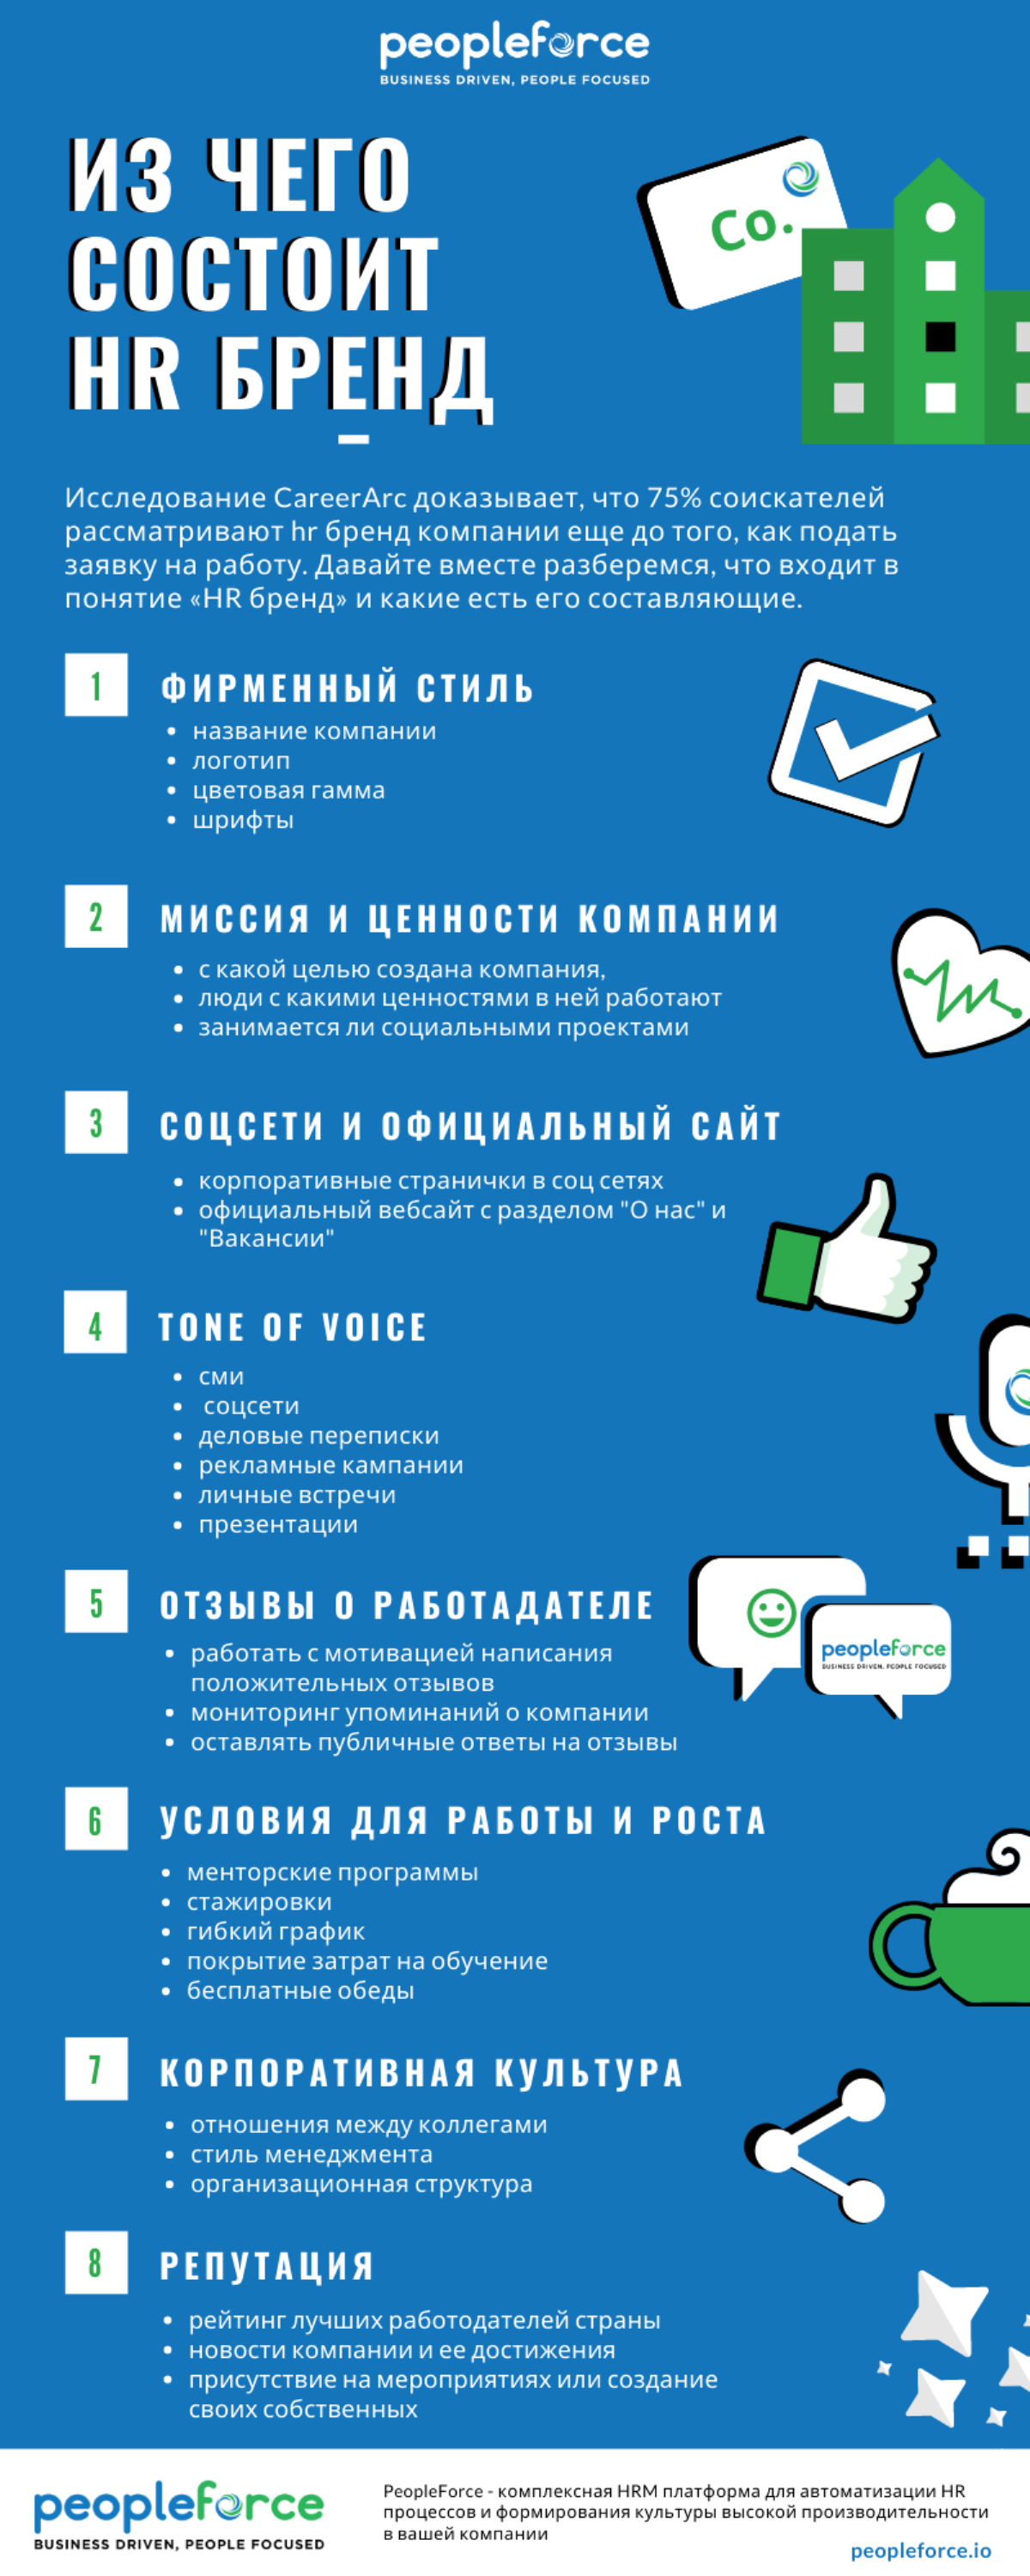 peopleforce
BUSINESS DRIVEN, PEOPLE FOCUSED
ИЗ ЧЕГО
СОСТОИТ
HR БРЕНД
Co.
Исследование CareerArc доказывает, что 75% соискателей
рассматривают hr бренд компании еще до того, как подать
заявку на работу. Давайте вместе разберемся, что входит в
понятие «HR бренд» и какие есть его составляющие.
1 ФИРМЕННЫЙ СТИЛЬ
• название компании
• логотип
• цветовая гамма
• шрифты
2 МИССИЯ И ЦЕННОСТИ КОМПАНИИ
• с какой целью создана компания,
• люди с какими ценностями в ней работают
• занимается ли социальными проектами
3 СОЦСЕТИ И ОФИЦИАЛЬНЫЙ САЙТ
• корпоративные странички в соц сетях
• официальный вебсайт с разделом "О нас" и
"Вакансии"
4 TONE OF VOICE
• сми
• соцсети
• деловые переписки
• рекламные кампании
• личные встречи
• презентации
5 ОТЗЫВЫ О РАБОТАДАТЕЛЕ
peopleforce
BUSINESS DRIVEN, PEOPLE FOCUSED
• работать с мотивацией написания
положительных отзывов
• мониторинг упоминаний о компании
• оставлять публичные ответы на отзывы
6 УСЛОВИЯ ДЛЯ РАБОТЫ И РОСТА
• менторские программы
• стажировки
• гибкий график
• покрытие затрат на обучение
• бесплатные обеды
7 КОРПОРАТИВНАЯ КУЛЬТУРА
• отношения между коллегами
• стиль менеджмента
• организационная структура
8 РЕПУТАЦИЯ
• рейтинг лучших работодателей страны
• новости компании и ее достижения
• присутствие на мероприятиях или создание
своих собственных
peopleforce
BUSINESS DRIVEN, PEOPLE FOCUSED
PeopleForce - комплексная HRM платформа для автоматизации HR
процессов и формирования культуры высокой производительности
в вашей компании
peopleforce.io